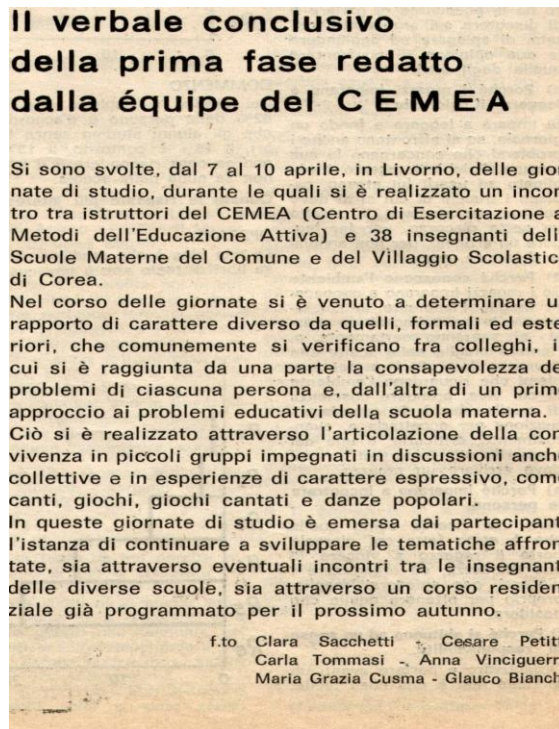 Il verbale conclusivo
della prima fase redatto
dalla équipe del CEMEA
Si sono svolte, dal 7 al 10 aprile, in Livorno, delle gior
nate di studio, durante le quali si è realizzato un incon
tro tra istruttori del CEMEA (Centro di Esercitazione a
Metodi dell'Educazione Attiva) e 38 insegnanti dell
Scuole Materne del Comune e del Villaggio Scolastic
di Corea.
Nel corso delle giornate si è venuto a determinare u
rapporto di carattere diverso da quelli, formali ed este
riori, che comunemente si verificano fra colleghi, i
cui si è raggiunta da una parte la consapevolezza de
problemi di ciascuna persona e, dall'altra di un prim
approccio ai problemi educativi della scuola materna.
Ciò si è realizzato attraverso l'articolazione della con
vivenza in piccoli gruppi impegnati in discussioni anch
collettive e in esperienze di carattere espressivo, com
canti, giochi, giochi cantati e danze popolari.
In queste giornate di studio è emersa dai partecipant
l'istanza di continuare a sviluppare le tematiche affron
tate, sia attraverso eventuali incontri tra le insegnant
delle diverse scuole, sia attraverso un corso residen
ziale già programmato per il prossimo autunno.
f.to Clara Sacchetti - Cesare Petitt
Carla Tommasi - Anna Vinciguerr
Maria Grazia Cusma - Glauco Bianch